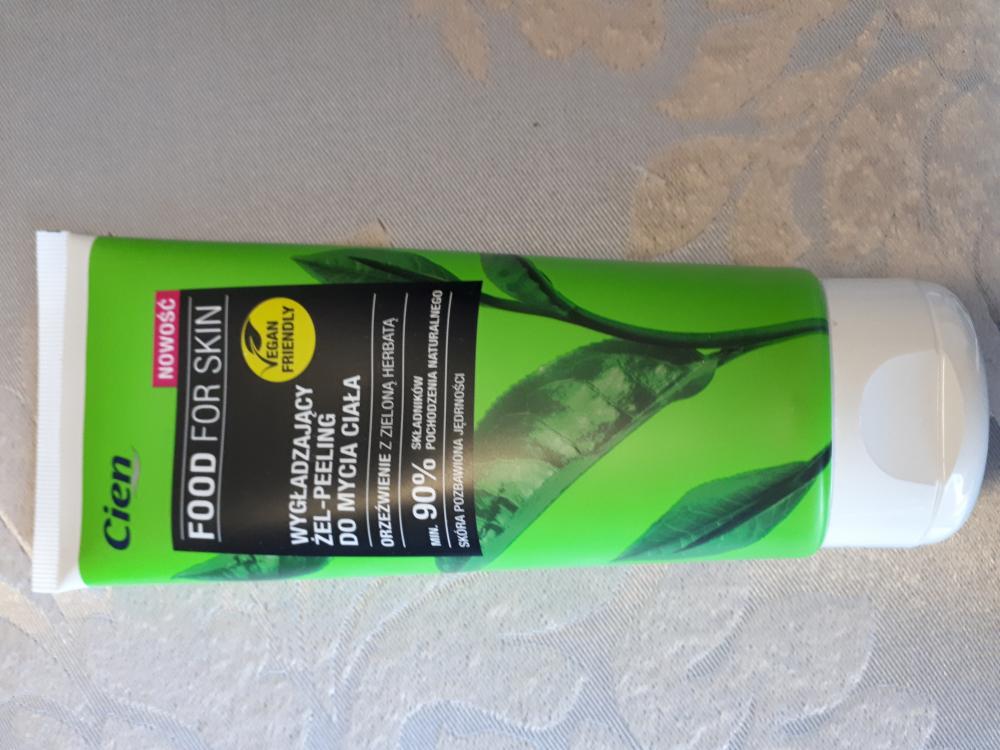 Cien
NOWOŚĆ
FOOD FOR SKIN
VEGAN
FRIENDLY
WYGŁADZAJĄCY
ŻEL-PEELING
DO MYCIA CIAŁA
ORZEŹWIENIE Z ZIELONĄ HERBATĄ
MIN. 90% SKŁADNIKÓW
POCHODZENIA NATURALNEGO
SKÓRA POZBAWIONA JĘDRNOŚCI